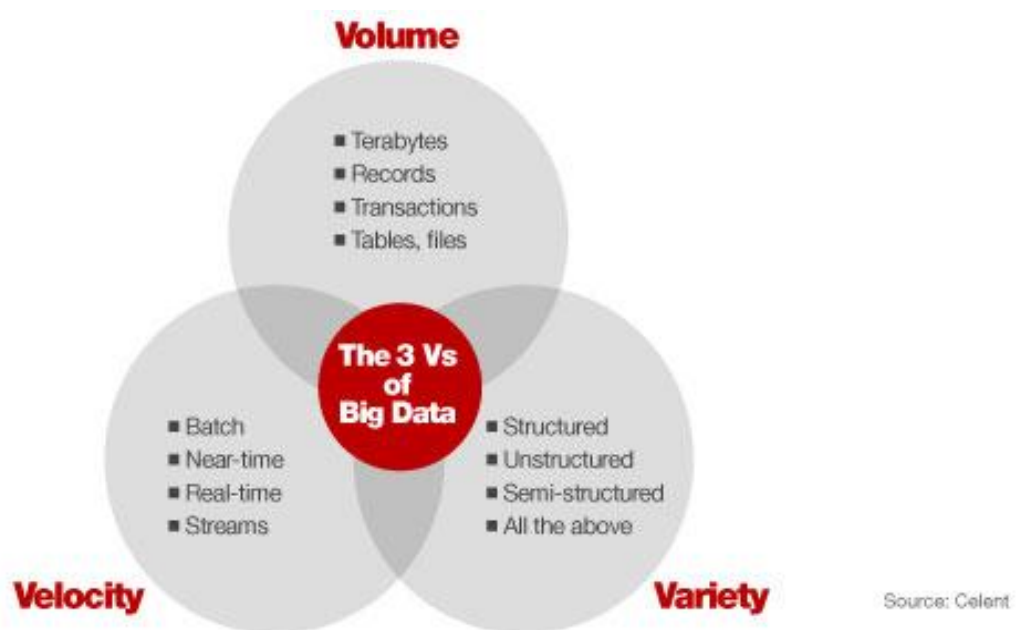 Volume
■ Terabytes
■ Records
■ Transactions
■ Tables, files
The 3 Vs
of
Big Data
■ Batch
■ Near-time
■ Real-time
■ Streams
■ Structured
■ Unstructured
■ Semi-structured
■ All the above
Velocity
Variety
Source: Celent